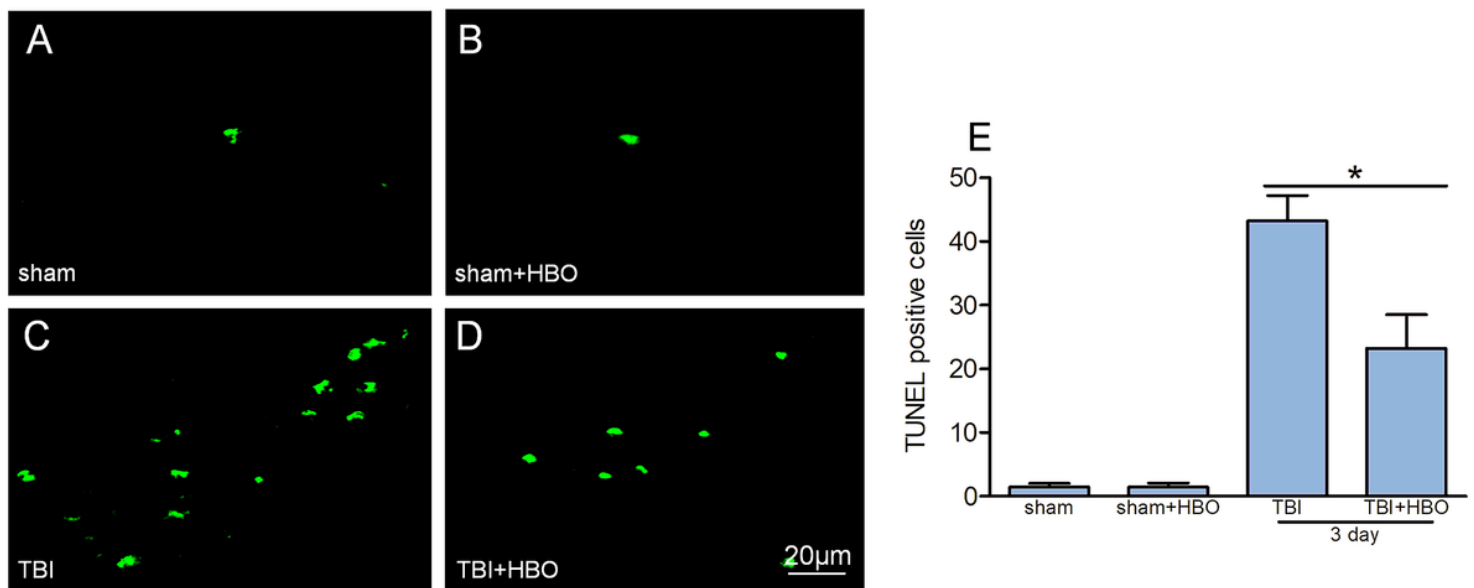 A
sham
B
sham+HBO
C
TBI
D
TBI+HBO
20μm
E
TUNEL positive cells
50
40
30
20
10
0
*
sham
sham+HBO
TBI
TBI+HBO
3 day